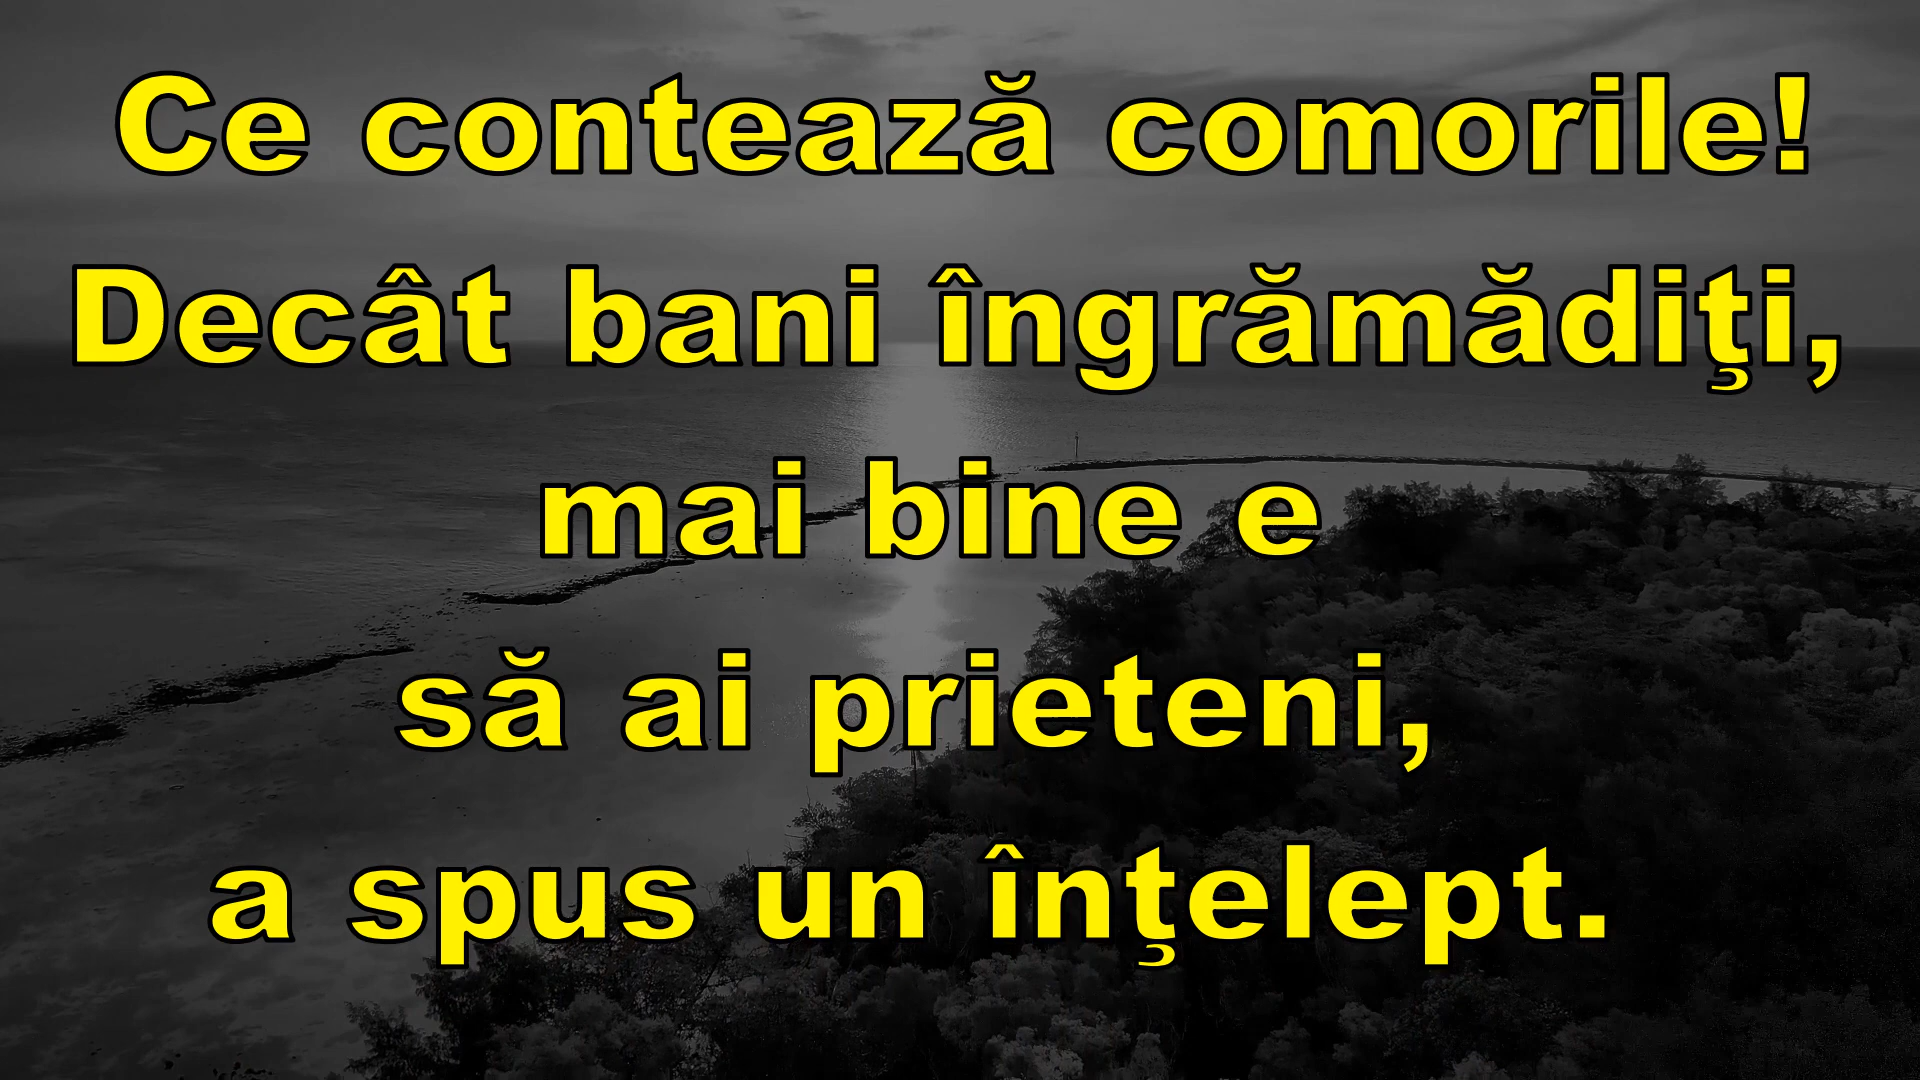 Ce contează comorile!
Decât bani îngrămădiţi,
mai bine e
să ai prieteni,
a spus un înţelept.